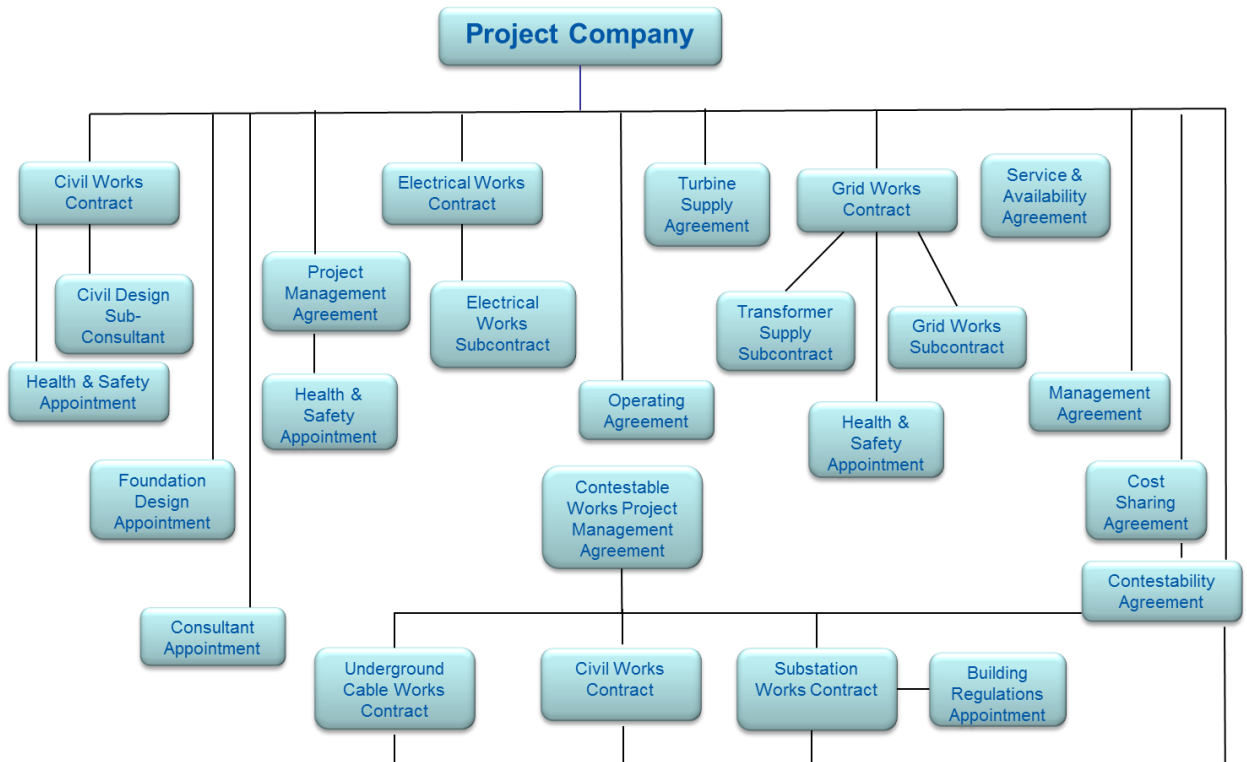 Project Company
Civil Works
Contract
Electrical Works
Contract
Turbine
Supply
Agreement
Grid Works
Contract
Service &
Availability
Agreement
Project
Management
Agreement
Civil Design
Sub-
Consultant
Electrical
Works
Subcontract
Transformer
Supply
Subcontract
Grid Works
Subcontract
Health & Safety
Appointment
Health &
Safety
Appointment
Operating
Agreement
Health &
Safety
Appointment
Management
Agreement
Foundation
Design
Appointment
Contestable
Works Project
Management
Agreement
Cost
Sharing
Agreement
Contestability
Agreement
Consultant
Appointment
Underground
Cable Works
Contract
Civil Works
Contract
Substation
Works Contract
Building
Regulations
Appointment